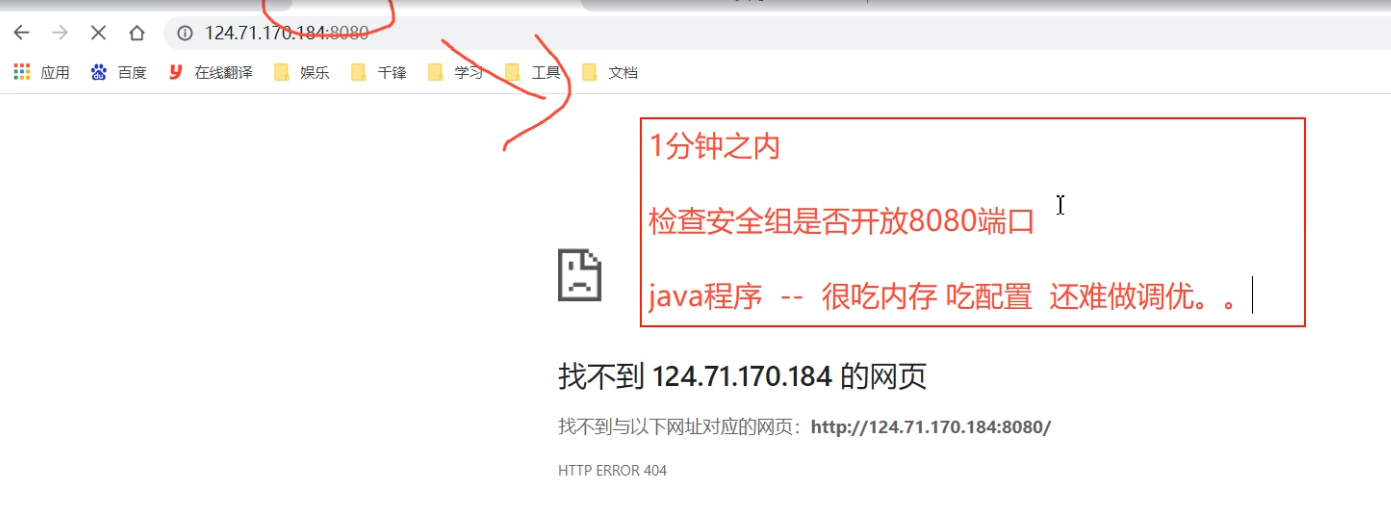 124.71.170.184:8080
应用 百度 在线翻译 娱乐 千锋 学习 工具 文档
1分钟之内
检查安全组是否开放8080端口
java程序 -- 很吃内存 吃配置 还难做调优。。
找不到 124.71.170.184 的网页
找不到与以下网址对应的网页：http://124.71.170.184:8080/
HTTP ERROR 404